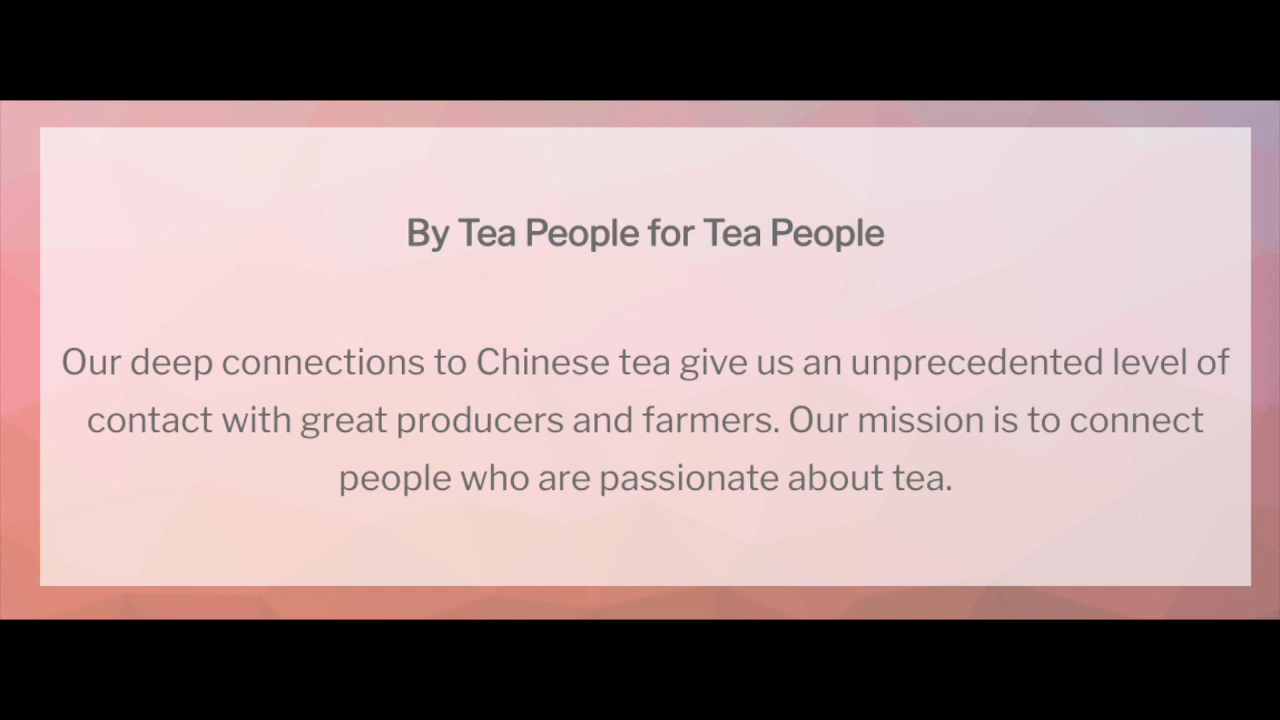 By Tea People for Tea People
Our deep connections to Chinese tea give us an unprecedented level of
contact with great producers and farmers. Our mission is to connect
people who are passionate about tea.